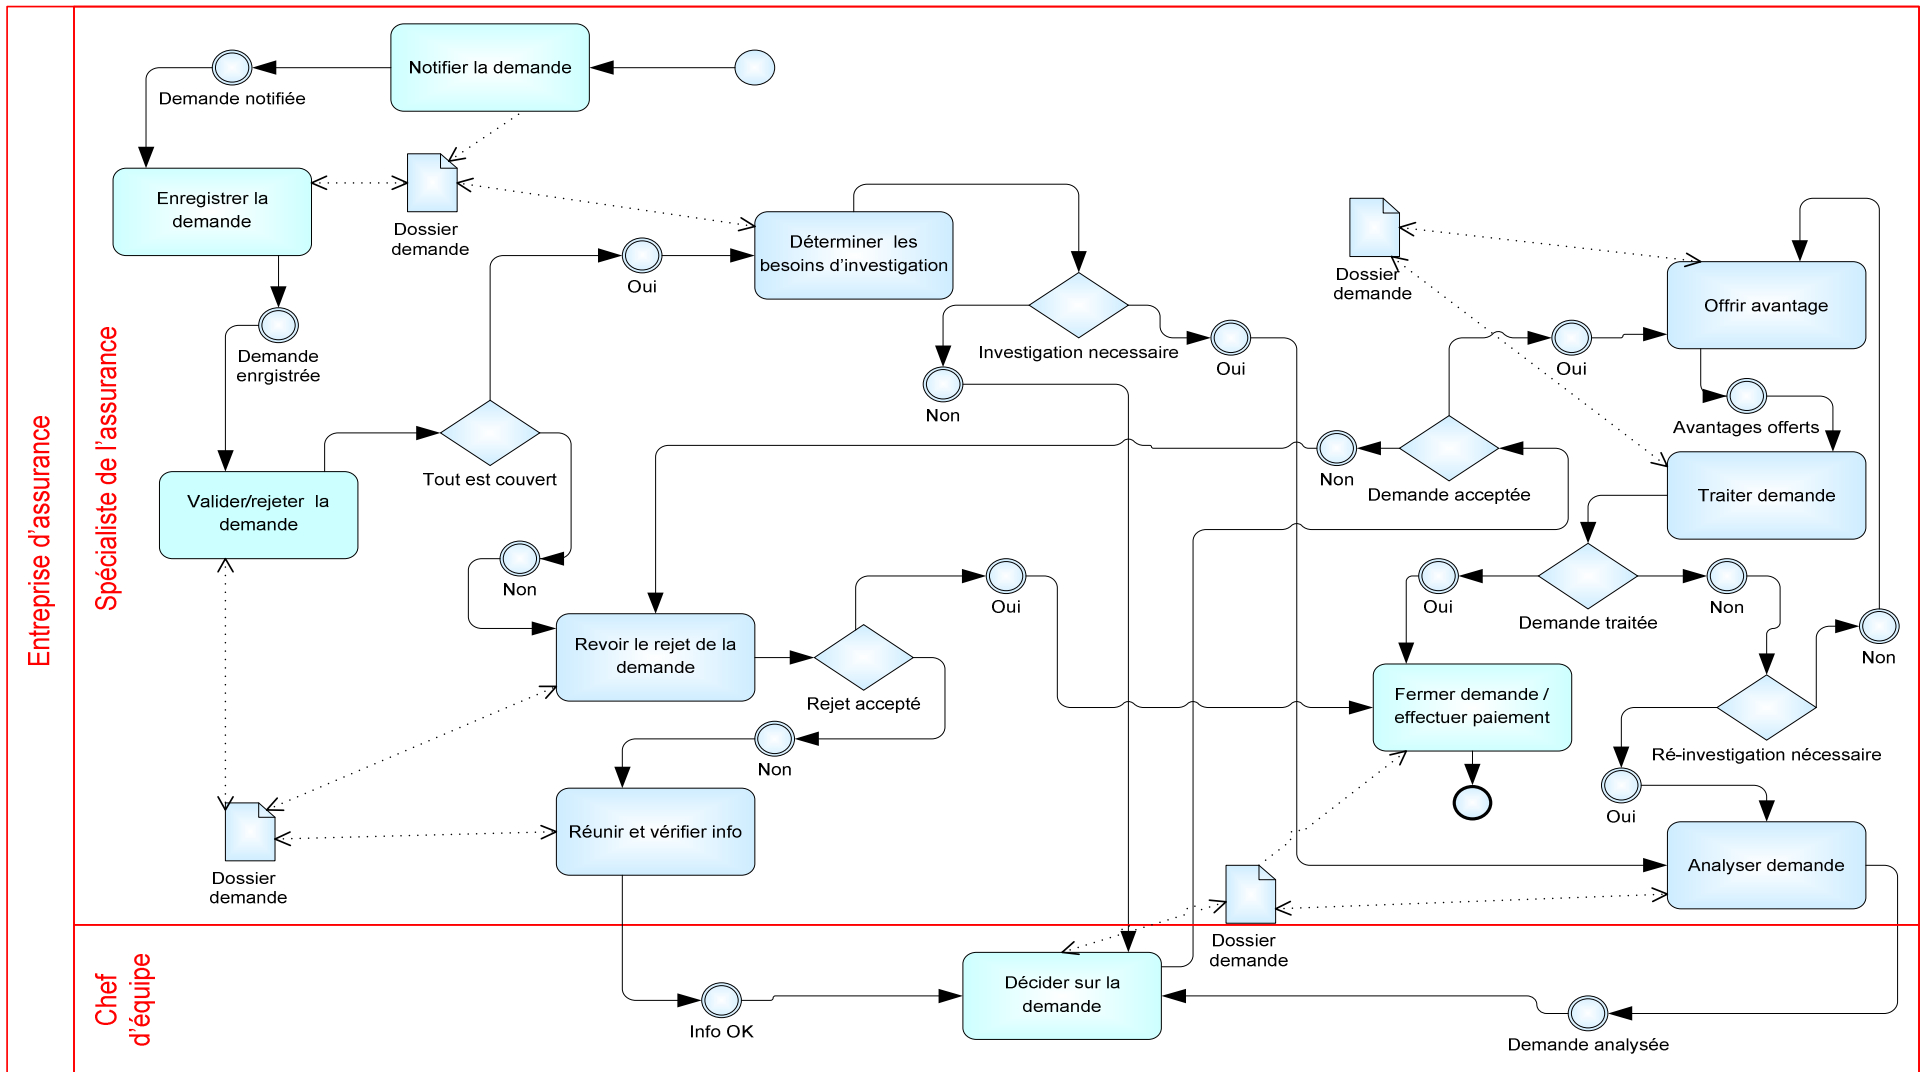 Entreprise d'assurance
Spécialiste de l'assurance
Chef
d'équipe
Notifier la demande
Demande notifiée
Enregistrer la
demande
Dossier
demande
Demande
enrgistrée
Oui
Déterminer les
besoins d'investigation
Investigation necessaire
Non
Oui
Dossier
demande
Offrir avantage
Oui
Avantages offerts
Tout est couvert
Non
Valider/rejeter la
demande
Non
Demande acceptée
Traiter demande
Revoir le rejet de la
demande
Rejet accepté
Oui
Non
Oui
Demande traitée
Non
Non
Fermer demande /
effectuer paiement
Ré-investigation nécessaire
Oui
Réunir et vérifier info
Dossier
demande
Analyser demande
Dossier
demande
Info OK
Décider sur la
demande
Demande analysée